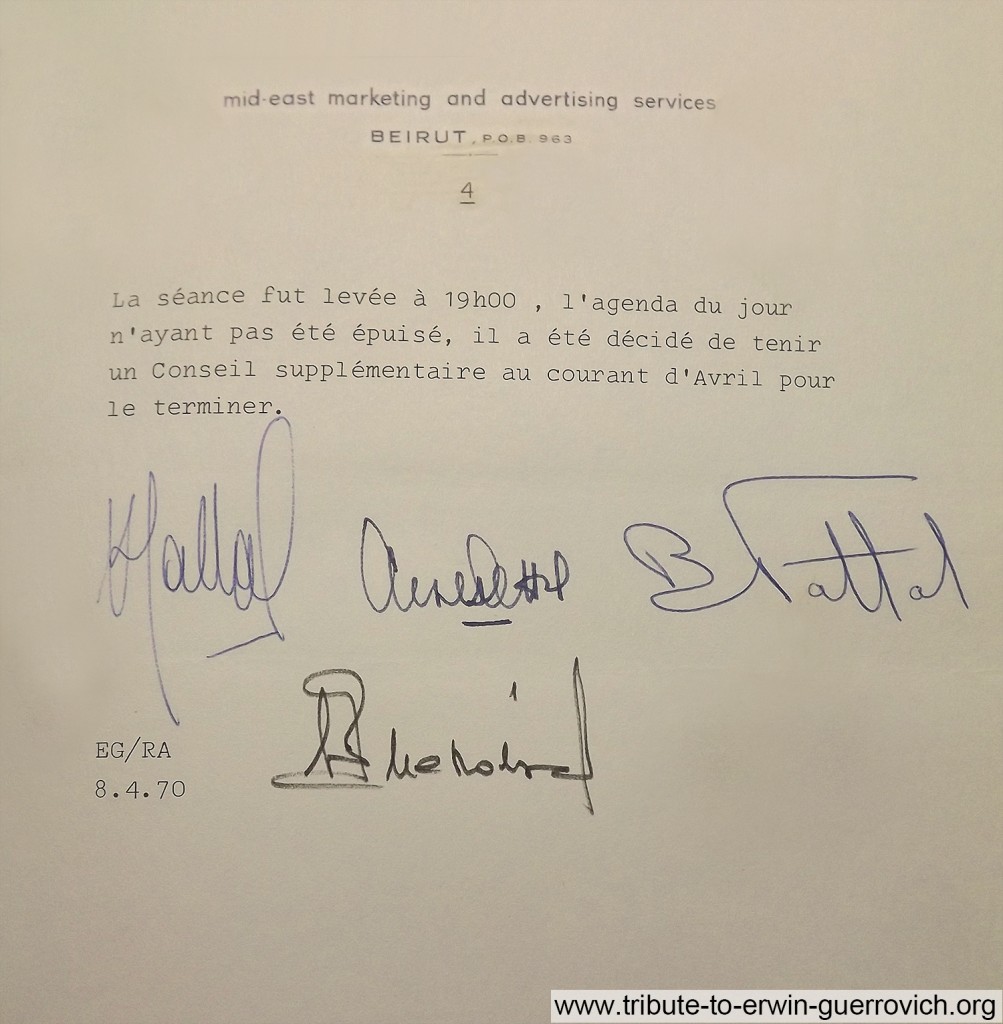 mid-east marketing and advertising services
BEIRUT, P.O.B. 963
4
La séance fut levée à 19h00 , l'agenda du jour
n'ayant pas été épuisé, il a été décidé de tenir
un Conseil supplémentaire au courant d'Avril pour
le terminer.
B Tattal
EG/RA
8.4.70
www.tribute-to-erwin-guerrovich.org